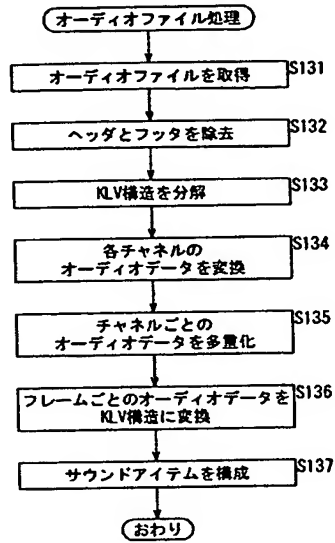 オーディオファイル処理
オーディオファイルを取得 S131
ヘッダとフッタを除去 S132
KLV構造を分解 S133
各チャネルの S134
オーディオデータを変換
チャネルごとの S135
オーディオデータを多重化
フレームごとのオーディオデータを S136
KLV構造に変換
サウンドアイテムを構成 S137
おわり